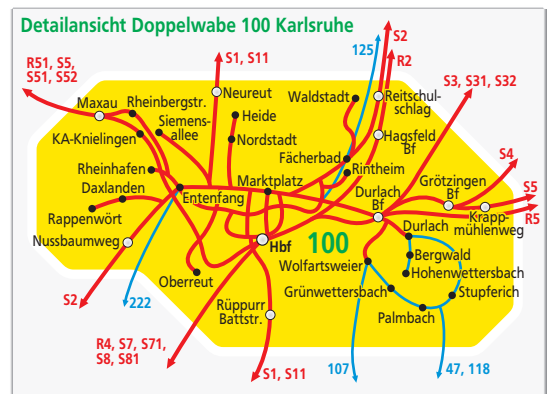 Detailansicht Doppelwabe 100 Karlsruhe
R51, S5,
S51, S52
S1, S11
125
S2
R2
S3, S31, S32
Maxau
Rheinbergstr.
Siemens-
allee
KA-Knielingen
Neureut
Heide
Nordstadt
Waldstadt
Reitschul-
schlag
Hagsfeld
Bf
Fächerbad
Rintheim
S4
Rheinhafen
Daxlanden
Rappenwört
Entenfang
Marktplatz
Durlach
Bf
Grötzingen
Bf
S5
R5
Krapp-
mühlenweg
Nussbaumweg
Hbf
100
Durlach
Bergwald
Hohenwettersbach
Wolfartsweier
Grünwettersbach
Stupferich
Palmbach
Oberreut
S2
222
Rüppurr
Battstr.
R4, S7, S71,
S8, S81
S1, S11
107
47, 118